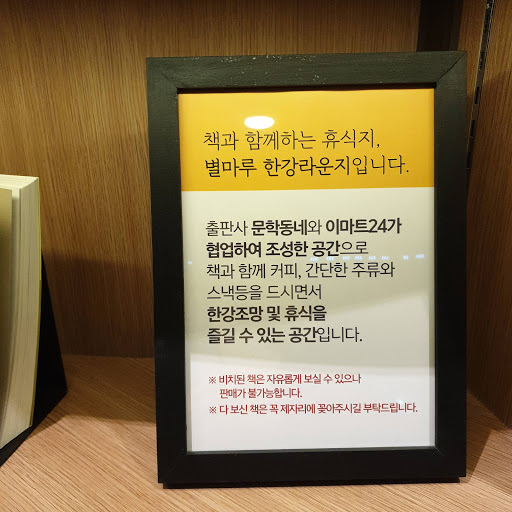 책과 함께하는 휴식지,
별마루 한강라운지입니다.
출판사 문학동네와 이마트24가
협업하여 조성한 공간으로
책과 함께 커피, 간단한 주류와
스낵등을 드시면서
한강조망 및 휴식을
즐길 수 있는 공간입니다.
※ 비치된 책은 자유롭게 보실 수 있으나
판매가 불가능합니다.
※ 다 보신 책은 꼭 제자리에 꽂아주시길 부탁드립니다.